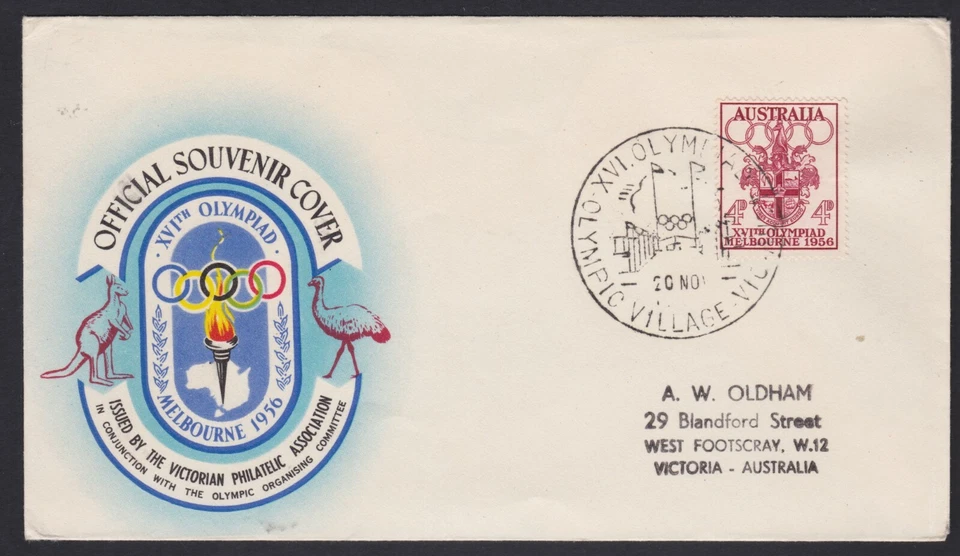 OFFICIAL SOUVENIR COVER
XVITH OLYMPIAD
MELBOURNE 1956
ISSUED BY THE VICTORIAN PHILATELIC ASSOCIATION
IN CONJUNCTION WITH THE OLYMPIC ORGANISING COMMITTEE
XVI. OLYMPIAD
20 NOV
OLYMPIC VILLAGE-VIC.
AUSTRALIA
4D 4D
XVITH OLYMPIAD
MELBOURNE 1956
A. W. OLDHAM
29 Blandford Street
WEST FOOTSCRAY, W.12
VICTORIA - AUSTRALIA